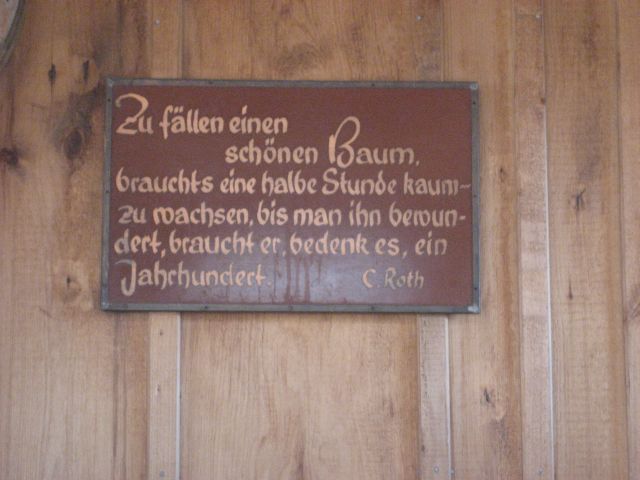 Zu fällen einen
schönen Baum,
brauchts eine halbe Stunde kaum-
zu wachsen, bis man ihn bewun-
dert, braucht er, bedenk es, ein
Jahrhundert.   C. Roth